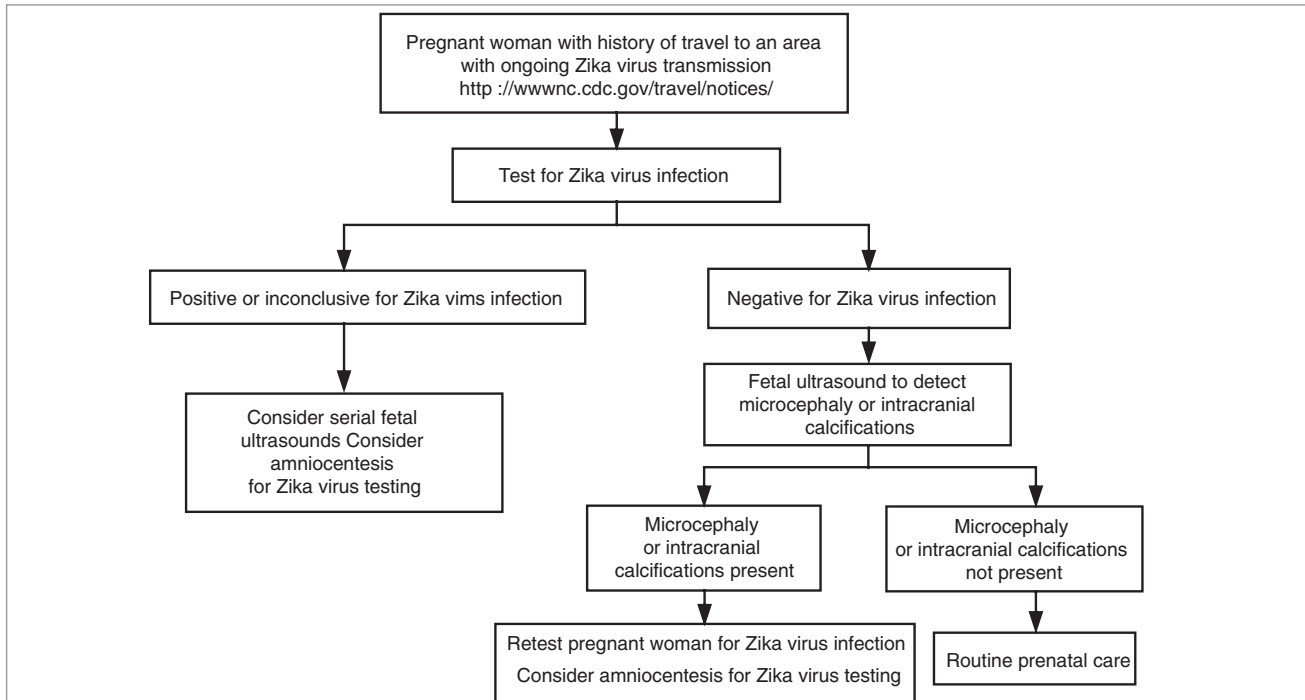 Pregnant woman with history of travel to an area
with ongoing Zika virus transmission
http ://wwwnc.cdc.gov/travel/notices/
Test for Zika virus infection
Positive or inconclusive for Zika vims infection
Negative for Zika virus infection
Consider serial fetal
ultrasounds Consider
amniocentesis
for Zika virus testing
Fetal ultrasound to detect
microcephaly or intracranial
calcifications
Microcephaly
or intracranial
calcifications present
Microcephaly
or intracranial calcifications
not present
Retest pregnant woman for Zika virus infection
Consider amniocentesis for Zika virus testing
Routine prenatal care